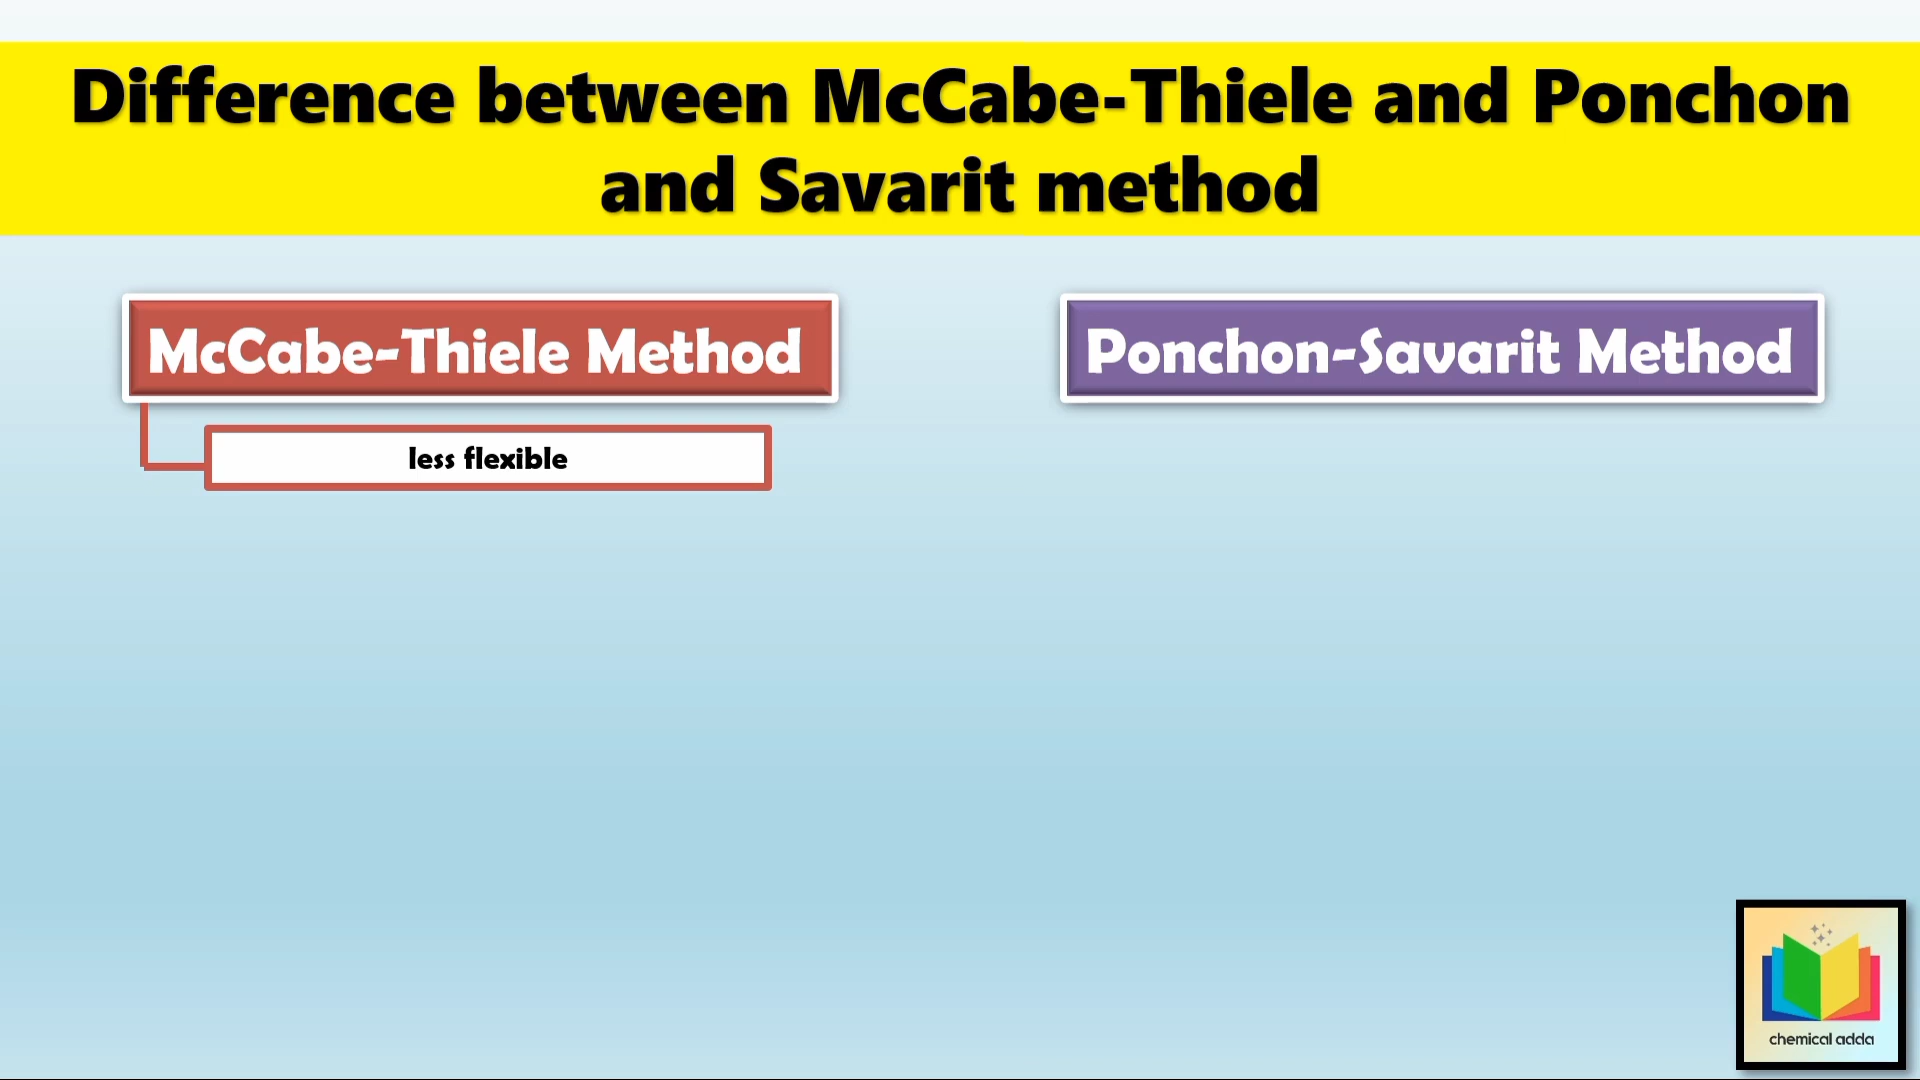 Difference between McCabe-Thiele and Ponchon
and Savarit method
McCabe-Thiele Method
Ponchon-Savarit Method
less flexible
chemical adda